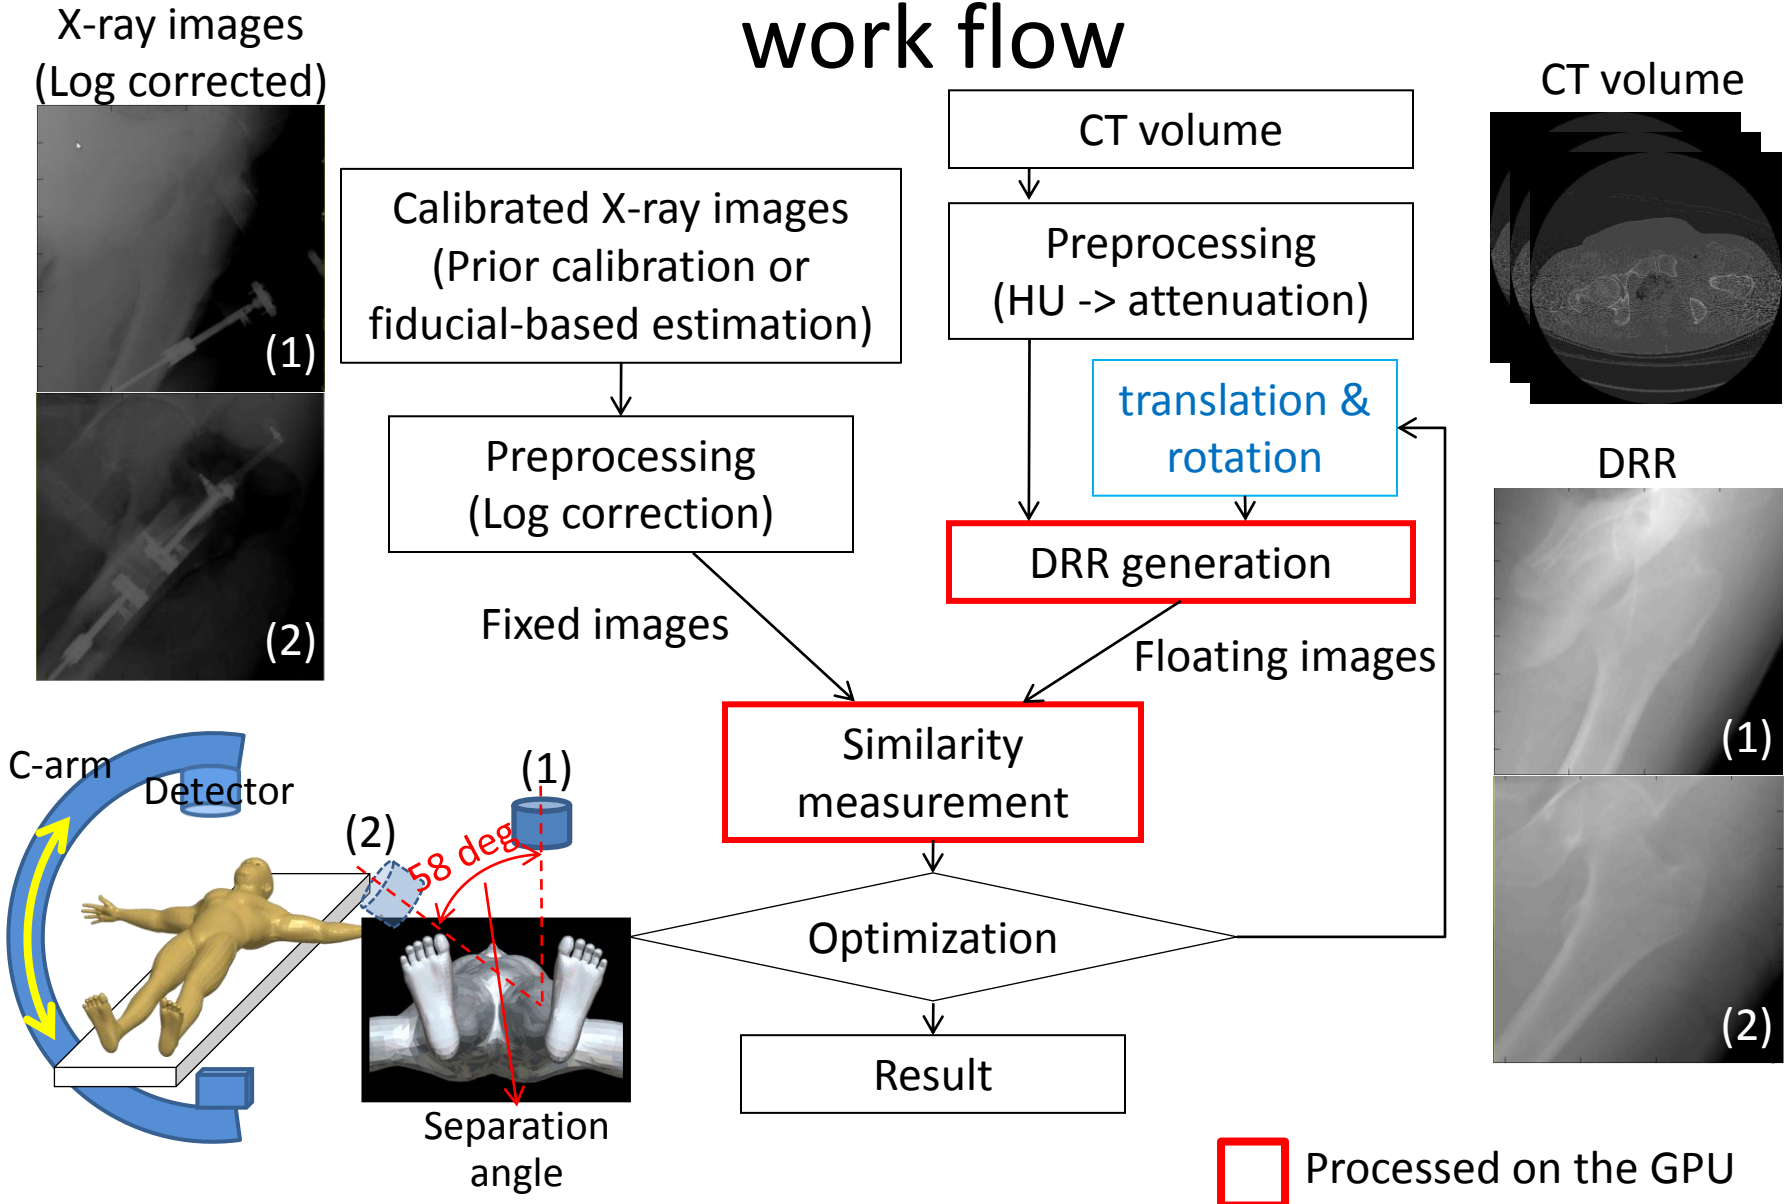 work flow
X-ray images
(Log corrected)
(1)
(2)
Calibrated X-ray images
(Prior calibration or
fiducial-based estimation)
Preprocessing
(Log correction)
Fixed images
CT volume
Preprocessing
(HU -> attenuation)
translation &
rotation
DRR generation
Floating images
Similarity
measurement
Optimization
Result
CT volume
DRR
(1)
(2)
C-arm
Detector
(1)
(2)
58 deg
Separation
angle
Processed on the GPU